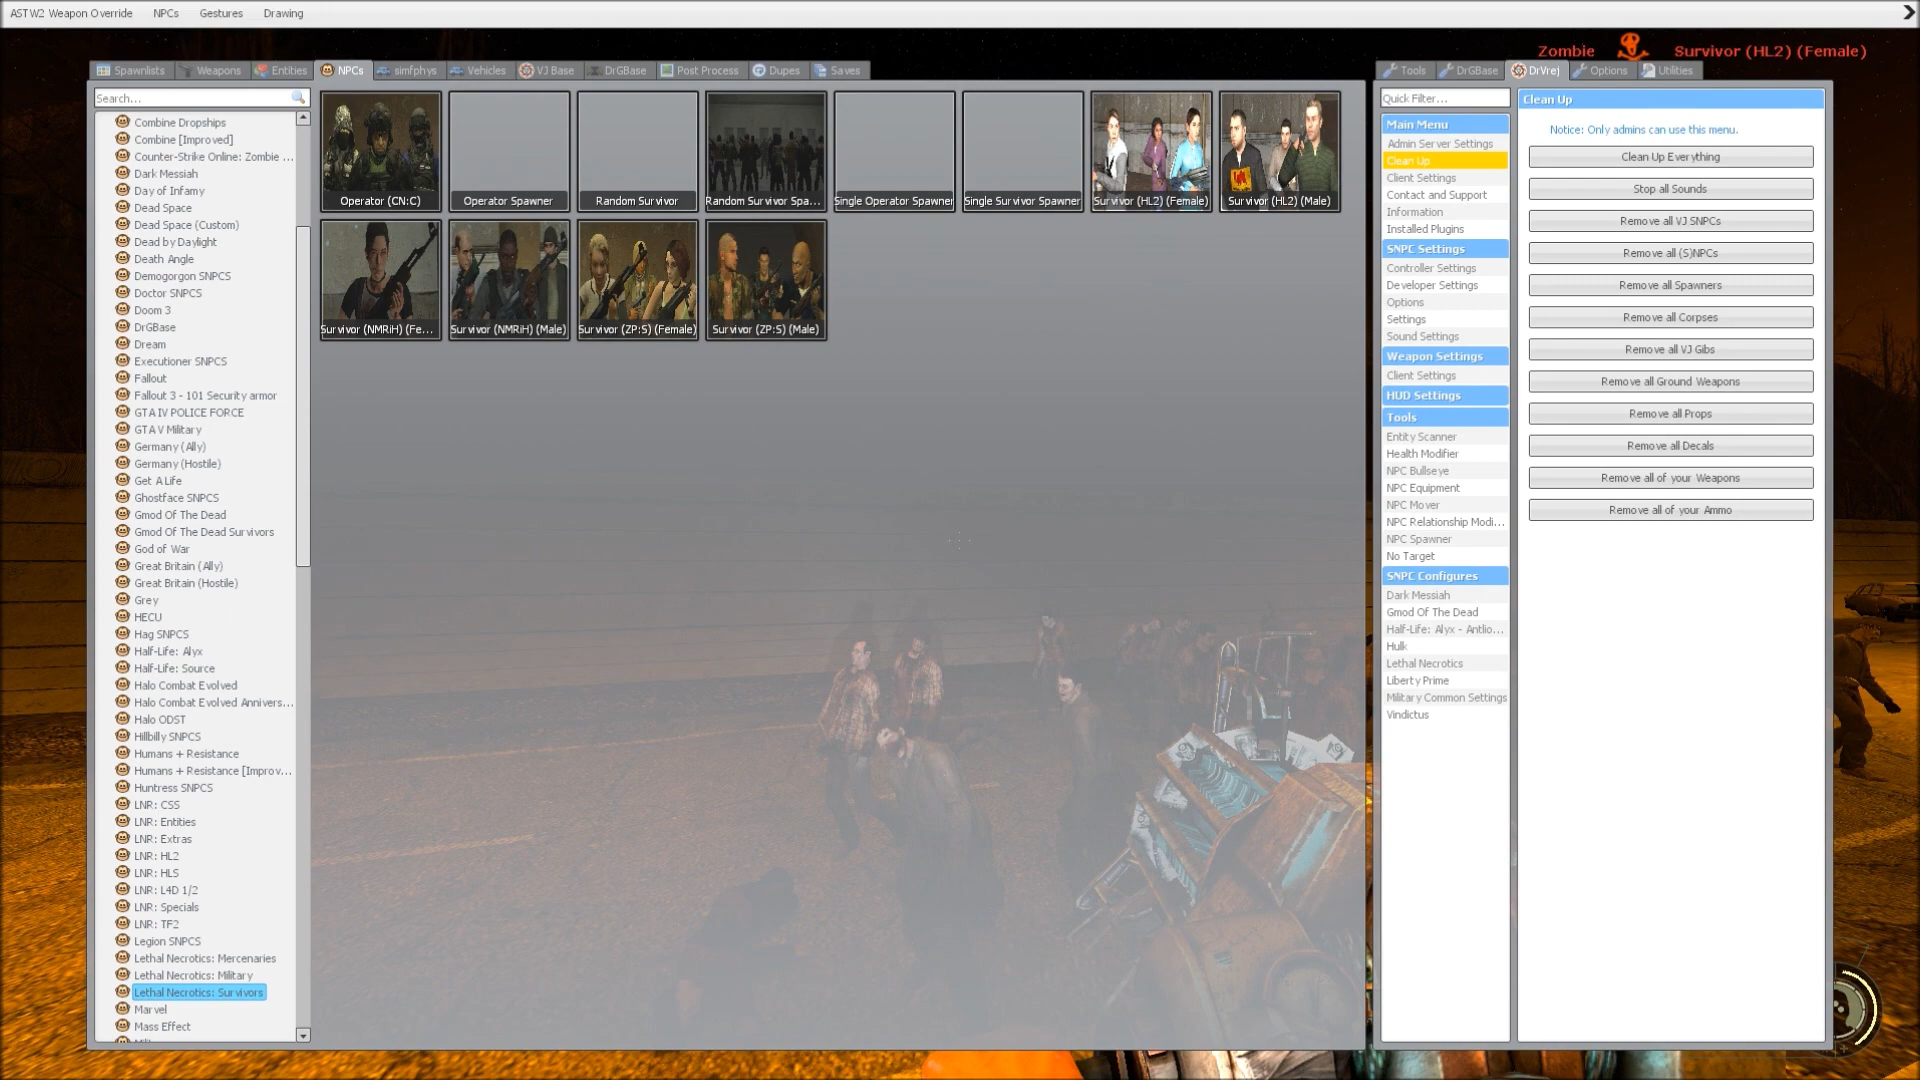 ASTW2 Weapon Override NPCs Gestures Drawing
Zombie Survivor (HL2) (Female)
Spawnlists Weapons Entities NPCs simfphys Vehicles VJ Base DrGBase Post Process Dupes Saves
Search...
Combine Dropships
Combine [Improved]
Counter-Strike Online: Zombie ...
Dark Messiah
Day of Infamy
Dead Space
Dead Space (Custom)
Dead by Daylight
Death Angle
Demogorgon SNPCS
Doctor SNPCS
Doom 3
DrGBase
Dream
Executioner SNPCS
Fallout
Fallout 3 - 101 Security armor
GTA IV POLICE FORCE
GTA V Military
Germany (Ally)
Germany (Hostile)
Get A Life
Ghostface SNPCS
Gmod Of The Dead
Gmod Of The Dead Survivors
God of War
Great Britain (Ally)
Great Britain (Hostile)
Grey
HECU
Hag SNPCS
Half-Life: Alyx
Half-Life: Source
Halo Combat Evolved
Halo Combat Evolved Annivers...
Halo ODST
Hillbilly SNPCS
Humans + Resistance
Humans + Resistance [Improv...
Huntress SNPCS
LNR: CSS
LNR: Entities
LNR: Extras
LNR: HL2
LNR: HLS
LNR: L4D 1/2
LNR: Specials
LNR: TF2
Legion SNPCS
Lethal Necrotics: Mercenaries
Lethal Necrotics: Military
Lethal Necrotics: Survivors
Marvel
Mass Effect
Operator (CN:C)
Operator Spawner
Random Survivor
Random Survivor Spa...
Single Operator Spawner
Single Survivor Spawner
Survivor (HL2) (Female)
Survivor (HL2) (Male)
Survivor (NMRiH) (Fe...
Survivor (NMRiH) (Male)
Survivor (ZP:S) (Female)
Survivor (ZP:S) (Male)
Tools DrGBase DrVrej Options Utilities
Quick Filter...
Main Menu
Admin Server Settings
Clean Up
Client Settings
Contact and Support
Information
Installed Plugins
SNPC Settings
Controller Settings
Developer Settings
Options
Settings
Sound Settings
Weapon Settings
Client Settings
HUD Settings
Tools
Entity Scanner
Health Modifier
NPC Bullseye
NPC Equipment
NPC Mover
NPC Relationship Modi...
NPC Spawner
No Target
SNPC Configures
Dark Messiah
Gmod Of The Dead
Half-Life: Alyx - Antlio...
Hulk
Lethal Necrotics
Liberty Prime
Military Common Settings
Vindictus
Clean Up
Notice: Only admins can use this menu.
Clean Up Everything
Stop all Sounds
Remove all VJ SNPCs
Remove all (S)NPCs
Remove all Spawners
Remove all Corpses
Remove all VJ Gibs
Remove all Ground Weapons
Remove all Props
Remove all Decals
Remove all of your Weapons
Remove all of your Ammo